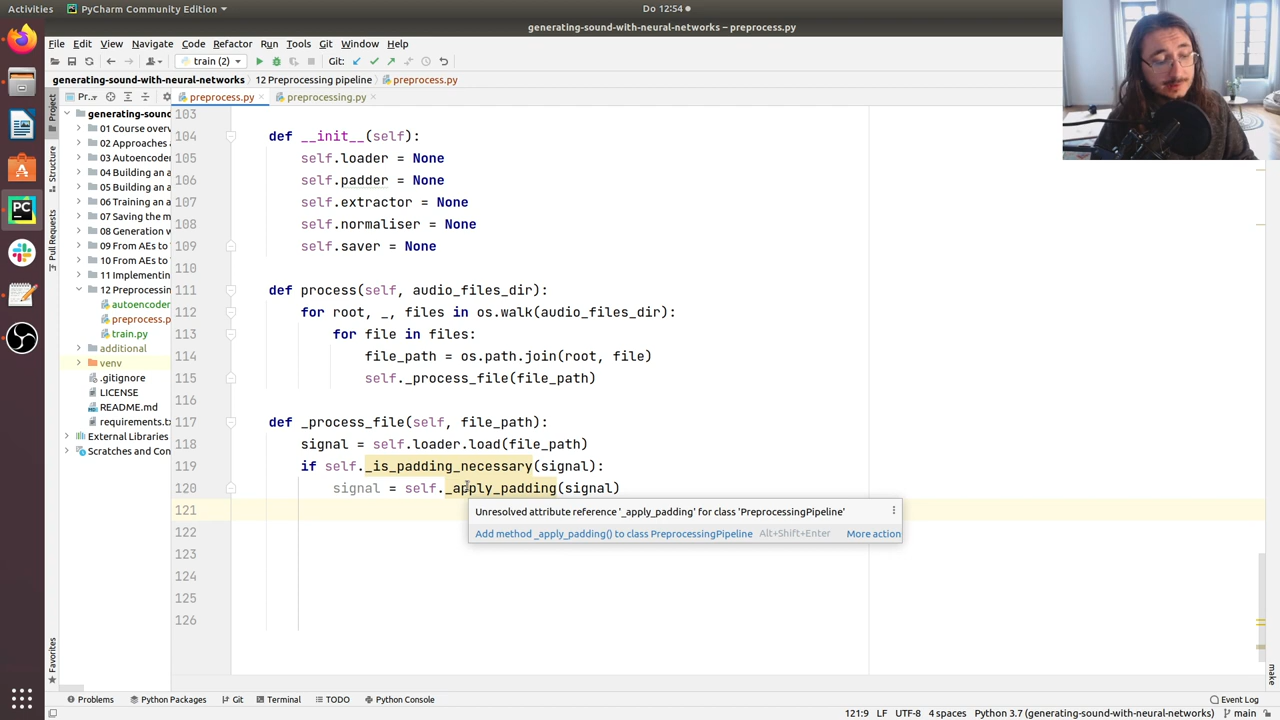 Activities
PyCharm Community Edition
Do 12:54
generating-sound-with-neural-networks – preprocess.py
File Edit View Navigate Code Refactor Run Tools Git Window Help
train (2)
Git:
generating-sound-with-neural-networks
12 Preprocessing pipeline
preprocess.py
Pr...
preprocess.py
preprocessing.py
Project
Structure
Pull Requests
Favorites
generating-sound
01 Course overv
02 Approaches a
03 Autoencoder
04 Building an a
05 Building an a
06 Training an a
07 Saving the m
08 Generation w
09 From AEs to
10 From AEs to
11 Implementin
12 Preprocessing
autoencoder
preprocess.p
train.py
additional
venv
.gitignore
LICENSE
README.md
requirements.tx
External Libraries
Scratches and Con
103
104 def __init__(self):
105 self.loader = None
106 self.padder = None
107 self.extractor = None
108 self.normaliser = None
109 self.saver = None
110
111 def process(self, audio_files_dir):
112 for root, _, files in os.walk(audio_files_dir):
113 for file in files:
114 file_path = os.path.join(root, file)
115 self._process_file(file_path)
116
117 def _process_file(self, file_path):
118 signal = self.loader.load(file_path)
119 if self._is_padding_necessary(signal):
120 signal = self._apply_padding(signal)
121
122
123
124
125
126
Unresolved attribute reference '_apply_padding' for class 'PreprocessingPipeline'
Add method _apply_padding() to class PreprocessingPipeline Alt+Shift+Enter More action
make
Problems
Python Packages
Git
Terminal
TODO
Python Console
Event Log
121:9 LF UTF-8 4 spaces Python 3.7 (generating-sound-with-neural-networks) main